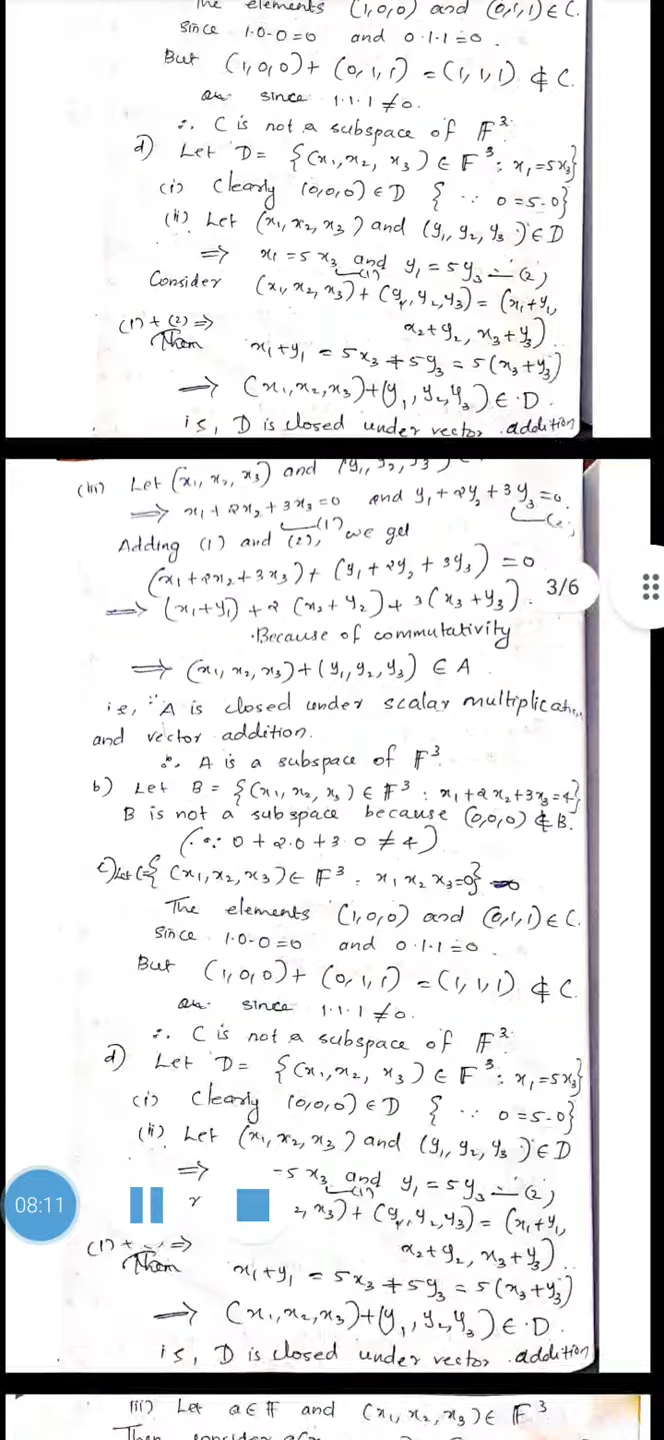 The elements (1,0,0) and (0,1,1) ∈ C.
Since 1·0·0=0 and 0·1·1=0.
But (1,0,0)+(0,1,1) = (1,1,1) ∉ C.
since 1·1·1 ≠ 0.
∴ C is not a subspace of F³.
d) Let D = {(x₁,x₂,x₃) ∈ F³ : x₁=5x₃}
(i) Clearly (0,0,0) ∈ D {∵ 0=5·0}
(ii) Let (x₁,x₂,x₃) and (y₁,y₂,y₃) ∈ D
⟹ x₁=5x₃ and y₁=5y₃ — (2)
(1)
Consider (x₁,x₂,x₃)+(y₁,y₂,y₃) = (x₁+y₁,
x₂+y₂, x₃+y₃)
(1)+(2) ⟹
Then x₁+y₁ = 5x₃+5y₃ = 5(x₃+y₃)
⟹ (x₁,x₂,x₃)+(y₁,y₂,y₃) ∈ D.
is, D is closed under vector addition
(iii) Let (x₁,x₂,x₃) and (y₁,y₂,y₃) ∈
⟹ x₁+2x₂+3x₃=0 and y₁+2y₂+3y₃=0
(1)
Adding (1) and (2), we get
(x₁+2x₂+3x₃)+(y₁+2y₂+3y₃)=0
⟹ (x₁+y₁)+2(x₂+y₂)+3(x₃+y₃).
3/6
Because of commutativity
⟹ (x₁,x₂,x₃)+(y₁,y₂,y₃) ∈ A
ie, A is closed under scalar multiplication
and vector addition.
∴ A is a subspace of F³
b) Let B = {(x₁,x₂,x₃) ∈ F³ : x₁+2x₂+3x₃=4}
B is not a subspace because (0,0,0) ∉ B.
(∵ 0+2·0+3·0 ≠ 4)
c) Let C={(x₁,x₂,x₃) ∈ F³ : x₁x₂x₃=0}
The elements (1,0,0) and (0,1,1) ∈ C.
Since 1·0·0=0 and 0·1·1=0.
But (1,0,0)+(0,1,1) = (1,1,1) ∉ C
since 1·1·1 ≠ 0.
∴ C is not a subspace of F³.
d) Let D = {(x₁,x₂,x₃) ∈ F³ : x₁=5x₃}
(i) Clearly (0,0,0) ∈ D {∵ 0=5·0}
(ii) Let (x₁,x₂,x₃) and (y₁,y₂,y₃) ∈ D
⟹ 5x₃ and y₁=5y₃ — (2)
(1)
08:11
x₃)+(y₁,y₂,y₃) = (x₁+y₁,
x₂+y₂, x₃+y₃)
(1)+ ⟹
Then x₁+y₁ = 5x₃+5y₃ = 5(x₃+y₃)
⟹ (x₁,x₂,x₃)+(y₁,y₂,y₃) ∈ D.
is, D is closed under vector addition
iii) Let a∈F and (x₁,x₂,x₃) ∈ F³
Then consider